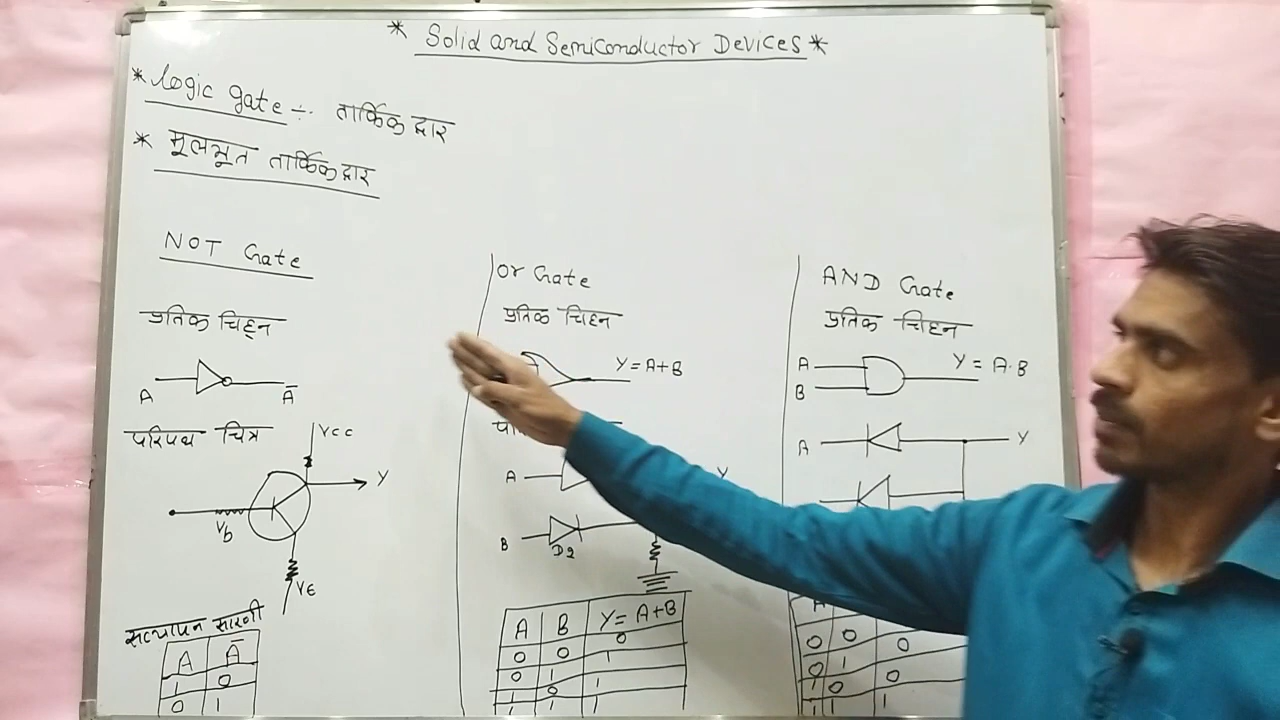 * Solid and Semiconductor Devices *
* Logic gate ÷· तार्किक द्वार
* मूलभूत तार्किक द्वार
NOT Gate
प्रतिक चिह्न
A Ā
परिपथ चित्र
VCC
Y
Vb
VE
सत्यापन सारणी
A Ā
1 0
0 1
Or Gate
प्रतिक चिह्न
Y = A+B
A
Y
B
D2
A B Y = A+B
0 0 0
0 1 1
1 0 1
1 1 1
AND Gate
प्रतिक चिह्न
A
B
Y = A·B
A
Y
0 0 0
0 1 0
1 0 0
1 1 1